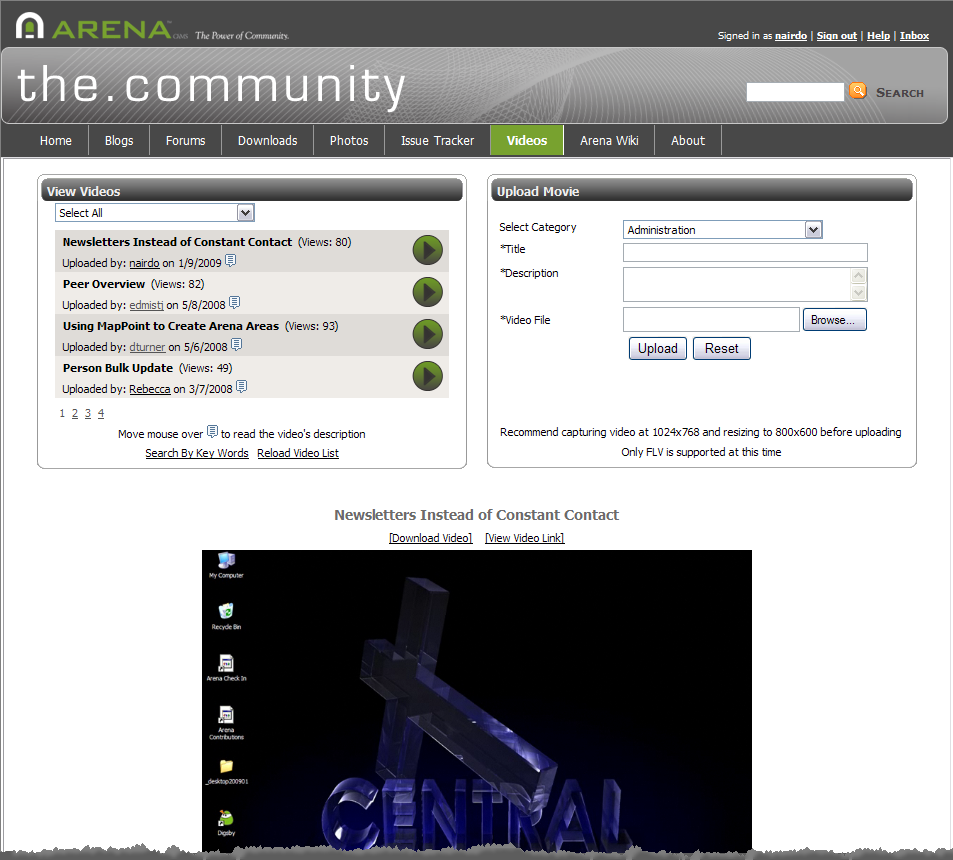 ARENA CMS The Power of Community.
Signed in as nairdo | Sign out | Help | Inbox
the.community
SEARCH
Home Blogs Forums Downloads Photos Issue Tracker Videos Arena Wiki About
View Videos
Select All
Newsletters Instead of Constant Contact (Views: 80)
Uploaded by: nairdo on 1/9/2009
Peer Overview (Views: 82)
Uploaded by: edmisti on 5/8/2008
Using MapPoint to Create Arena Areas (Views: 93)
Uploaded by: dturner on 5/6/2008
Person Bulk Update (Views: 49)
Uploaded by: Rebecca on 3/7/2008
1 2 3 4
Move mouse over to read the video's description
Search By Key Words Reload Video List
Upload Movie
Select Category Administration
*Title
*Description
*Video File Browse...
Upload Reset
Recommend capturing video at 1024x768 and resizing to 800x600 before uploading
Only FLV is supported at this time
Newsletters Instead of Constant Contact
[Download Video] [View Video Link]
My Computer
Recycle Bin
Arena Check In
Arena
Contributions
_desktop200901
Digsby
CENTRAL